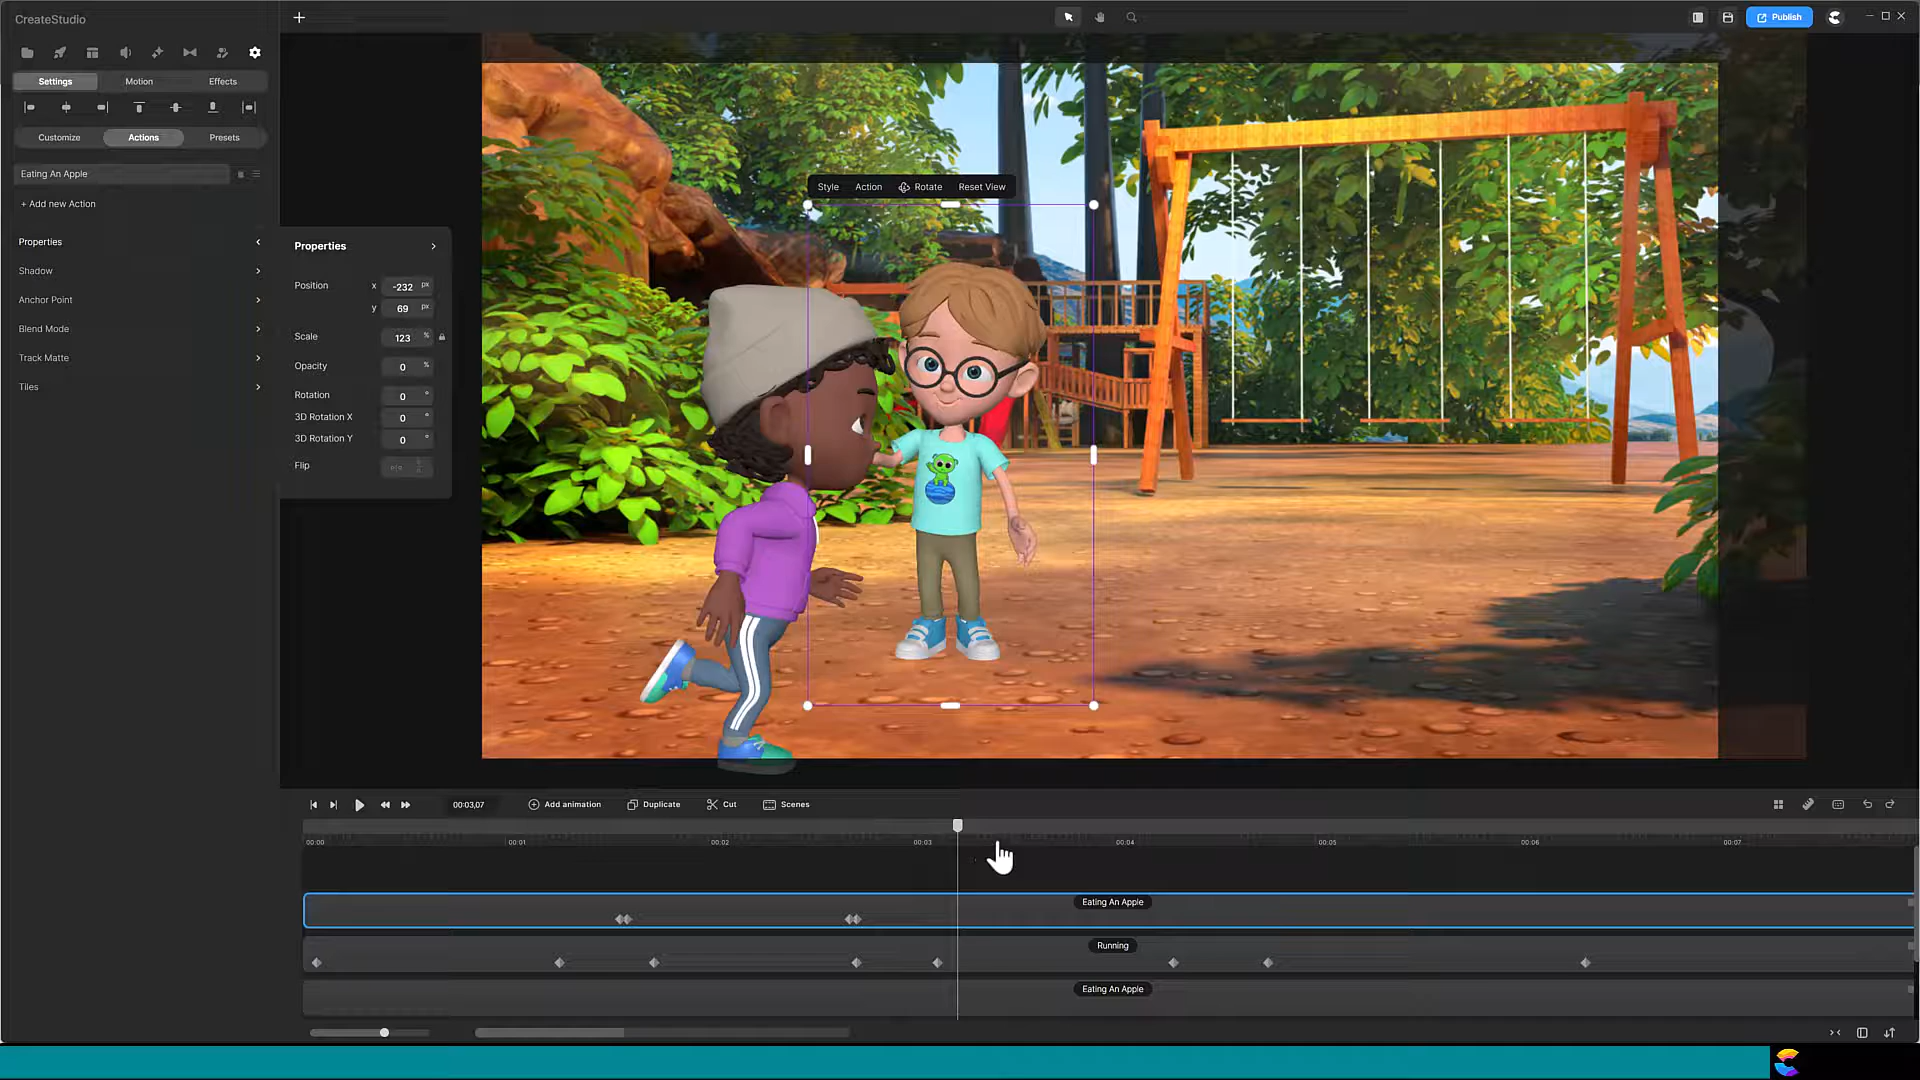 CreateStudio
Publish
Settings Motion Effects
Customize Actions Presets
Eating An Apple
+ Add new Action
Properties
Shadow
Anchor Point
Blend Mode
Track Matte
Tiles
Properties
Position x -232 px
y 69 px
Scale 123 %
Opacity 0 %
Rotation 0 °
3D Rotation X 0 °
3D Rotation Y 0 °
Flip
Style Action Rotate Reset View
00:03,07 Add animation Duplicate Cut Scenes
00:00 00:01 00:02 00:03 00:04 00:05 00:06 00:07
Eating An Apple
Running
Eating An Apple